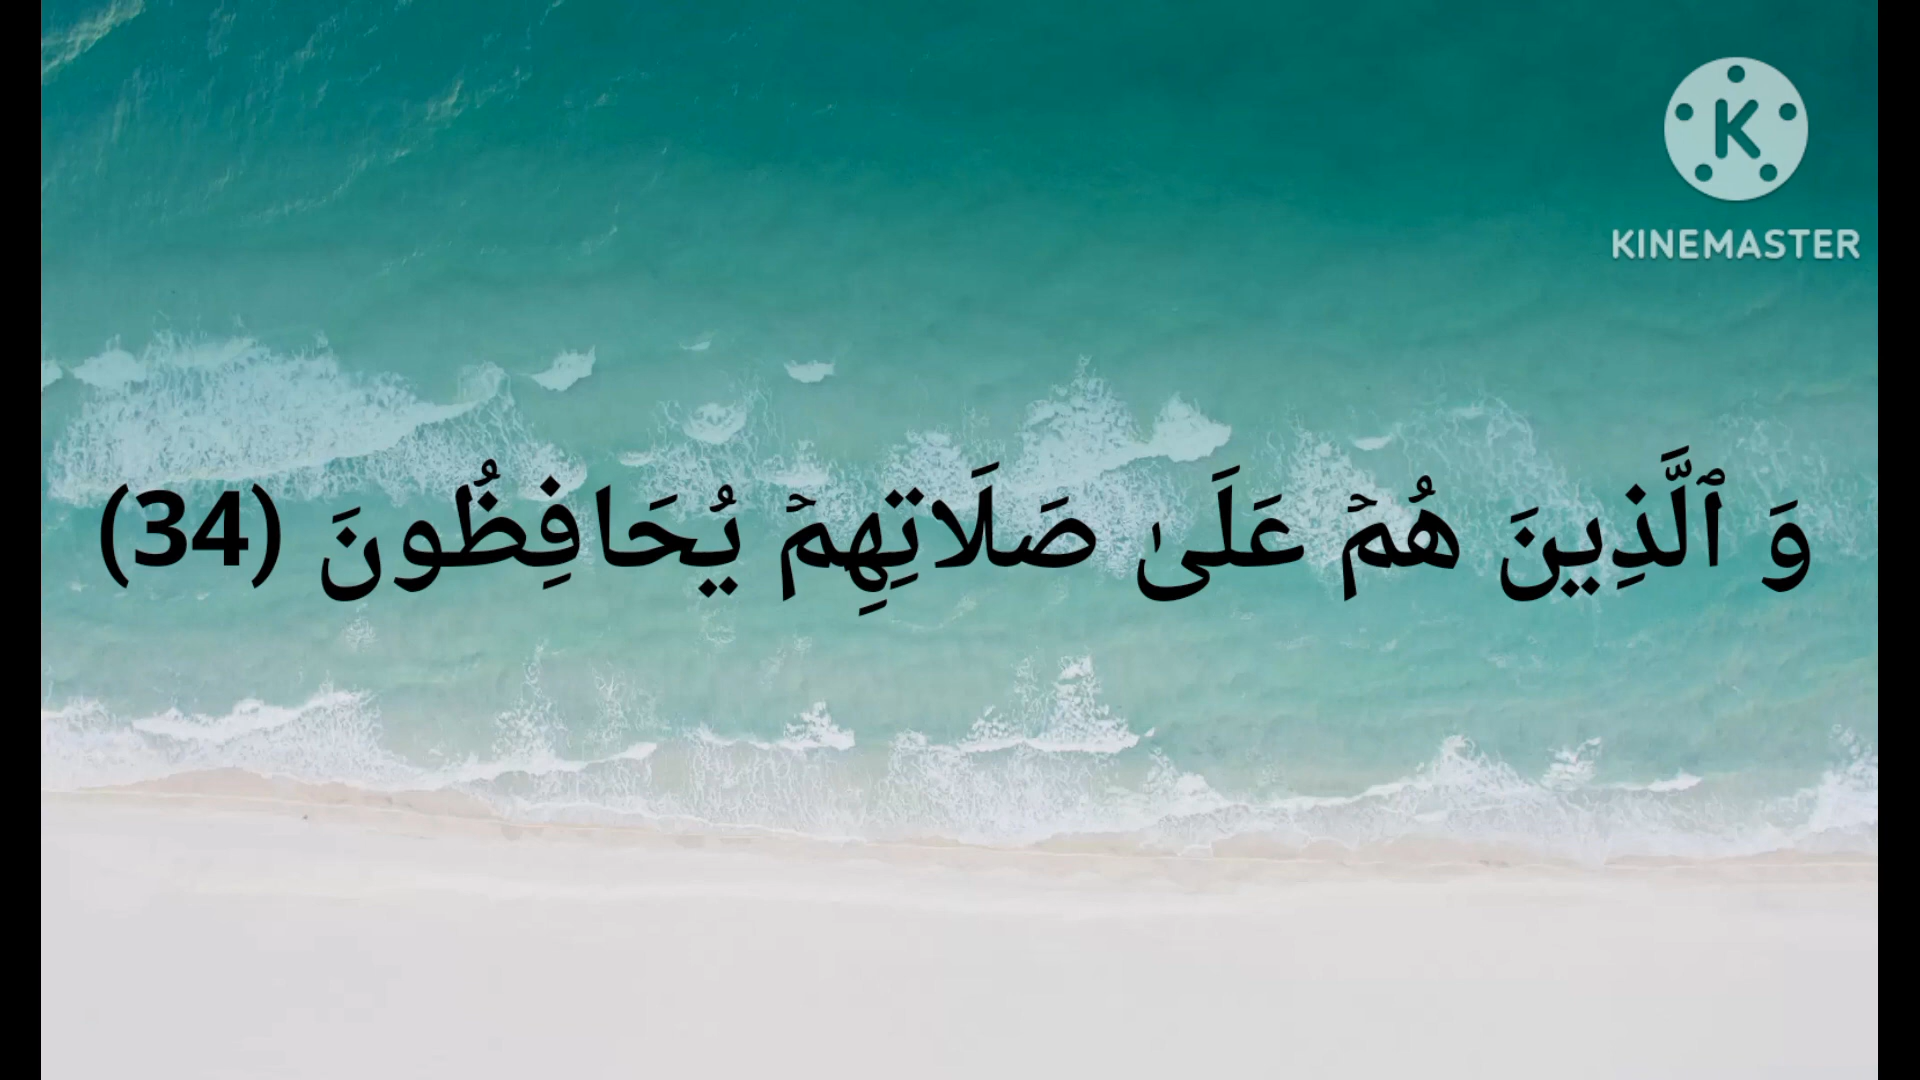 K
KINEMASTER
وَ ٱلَّذِينَ هُمۡ عَلَىٰ صَلَاتِهِمۡ يُحَافِظُونَ (34)